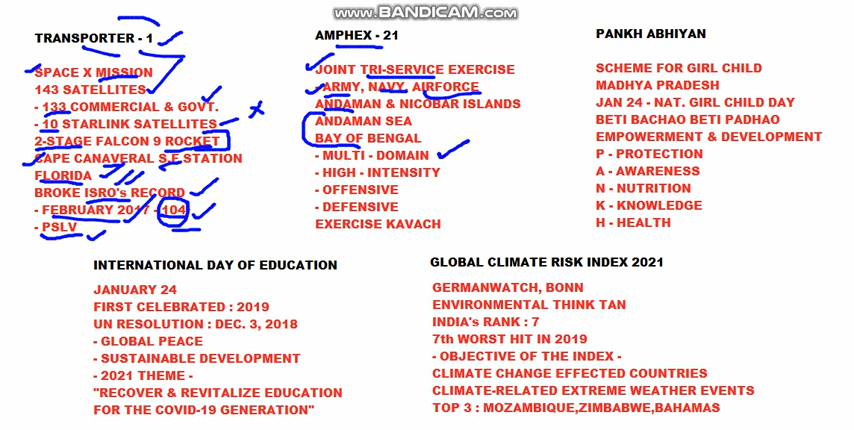 www.BANDICAM.com
TRANSPORTER - 1
SPACE X MISSION
143 SATELLITES
- 133 COMMERCIAL & GOVT.
- 10 STARLINK SATELLITES
2-STAGE FALCON 9 ROCKET
CAPE CANAVERAL S.F STATION
FLORIDA
BROKE ISRO's RECORD
- FEBRUARY 2017 - 104
- PSLV
AMPHEX - 21
JOINT TRI-SERVICE EXERCISE
- ARMY, NAVY, AIRFORCE
ANDAMAN & NICOBAR ISLANDS
ANDAMAN SEA
BAY OF BENGAL
- MULTI - DOMAIN
- HIGH - INTENSITY
- OFFENSIVE
- DEFENSIVE
EXERCISE KAVACH
PANKH ABHIYAN
SCHEME FOR GIRL CHILD
MADHYA PRADESH
JAN 24 - NAT. GIRL CHILD DAY
BETI BACHAO BETI PADHAO
EMPOWERMENT & DEVELOPMENT
P - PROTECTION
A - AWARENESS
N - NUTRITION
K - KNOWLEDGE
H - HEALTH
INTERNATIONAL DAY OF EDUCATION
JANUARY 24
FIRST CELEBRATED : 2019
UN RESOLUTION : DEC. 3, 2018
- GLOBAL PEACE
- SUSTAINABLE DEVELOPMENT
- 2021 THEME -
"RECOVER & REVITALIZE EDUCATION
FOR THE COVID-19 GENERATION"
GLOBAL CLIMATE RISK INDEX 2021
GERMANWATCH, BONN
ENVIRONMENTAL THINK TAN
INDIA's RANK : 7
7th WORST HIT IN 2019
- OBJECTIVE OF THE INDEX -
CLIMATE CHANGE EFFECTED COUNTRIES
CLIMATE-RELATED EXTREME WEATHER EVENTS
TOP 3 : MOZAMBIQUE,ZIMBABWE,BAHAMAS